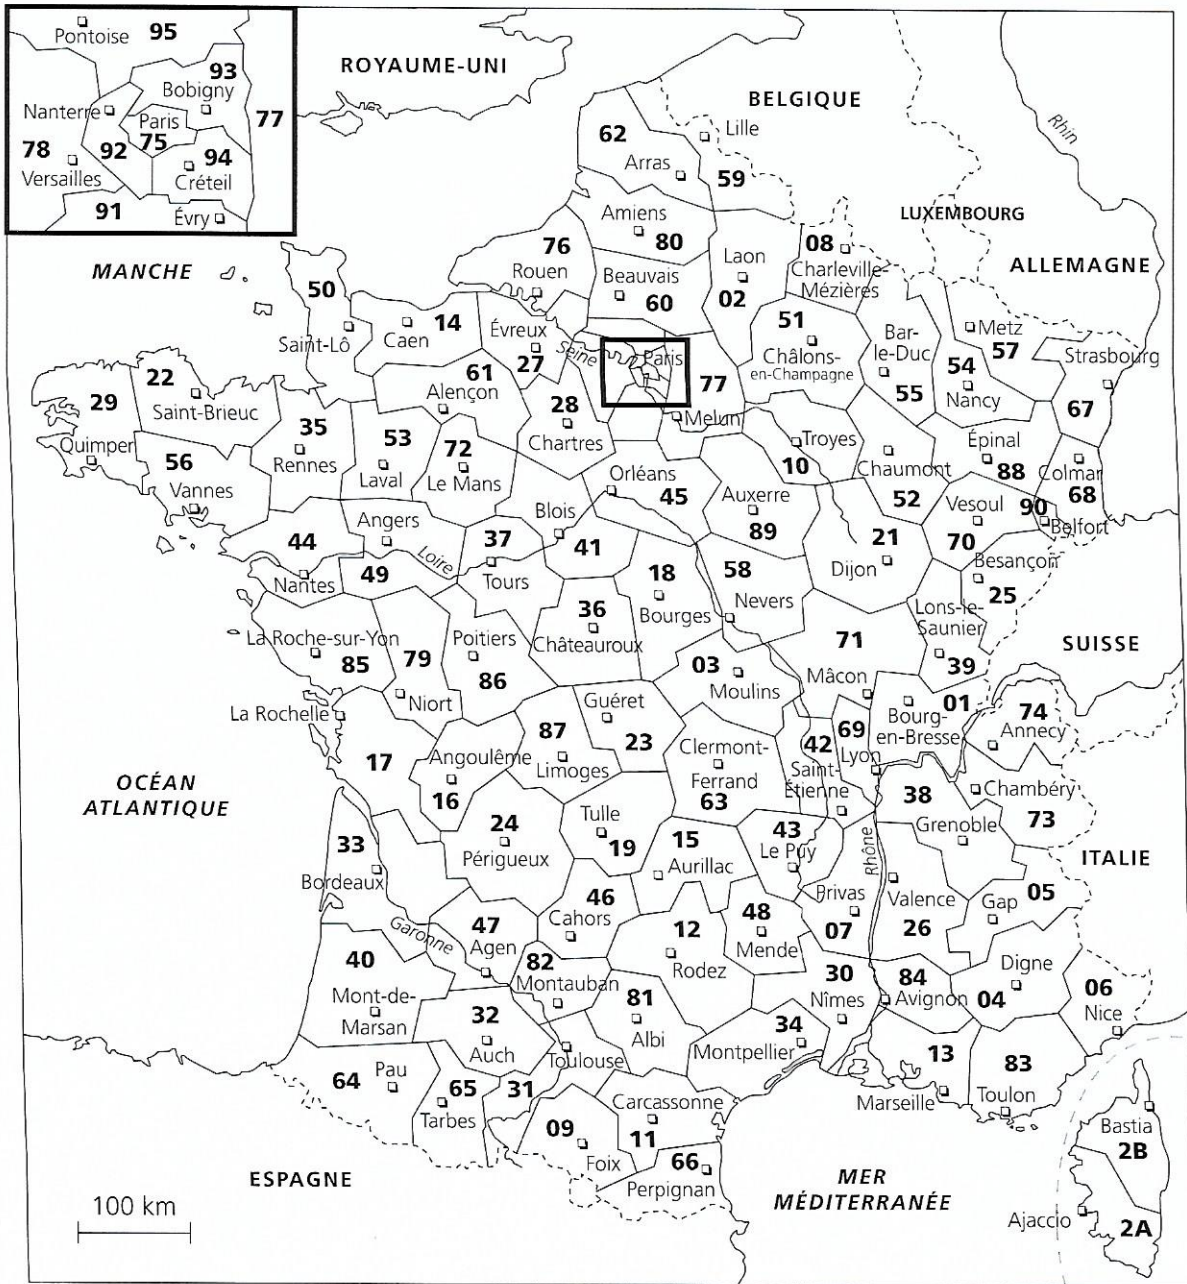 Pontoise 95
93
Bobigny
Nanterre
Paris
75
77
78
Versailles
92
94
Créteil
91
Évry
ROYAUME-UNI
BELGIQUE
Rhin
LUXEMBOURG
ALLEMAGNE
MANCHE
62
Arras
Lille
59
Amiens
80
76
Rouen
Beauvais
60
Laon
02
08
Charleville-
Mézières
50
Saint-Lô
14
Caen
Évreux
27
Seine
Paris
77
Melun
51
Châlons-
en-Champagne
Bar-
le-Duc
55
Metz
57
54
Nancy
Strasbourg
67
29
Quimper
22
Saint-Brieuc
56
Vannes
35
Rennes
53
Laval
61
Alençon
72
Le Mans
28
Chartres
Orléans
45
Troyes
10
Chaumont
52
Épinal
88
Colmar
68
Auxerre
89
Vesoul
70
90
Belfort
44
Nantes
Angers
49
Loire
37
Tours
Blois
41
18
Bourges
58
Nevers
21
Dijon
Besançon
25
La Roche-sur-Yon
85
79
Niort
Poitiers
86
36
Châteauroux
03
Moulins
71
Mâcon
Lons-le-
Saunier
39
SUISSE
La Rochelle
17
Angoulême
16
87
Limoges
Guéret
23
Clermont-
Ferrand
63
42
Saint-
Étienne
69
Lyon
01
Bourg-
en-Bresse
74
Annecy
Chambéry
73
OCÉAN
ATLANTIQUE
33
Bordeaux
24
Périgueux
Tulle
19
15
Aurillac
43
Le Puy
Rhône
38
Grenoble
ITALIE
Garonne
47
Agen
46
Cahors
12
Rodez
48
Mende
Privas
07
Valence
26
Gap
05
40
Mont-de-
Marsan
32
Auch
82
Montauban
81
Albi
30
Nîmes
84
Avignon
Digne
04
06
Nice
64
Pau
65
Tarbes
Toulouse
31
34
Montpellier
13
Marseille
83
Toulon
09
Foix
Carcassonne
11
66
Perpignan
ESPAGNE
MER
MÉDITERRANÉE
Bastia
2B
Ajaccio
2A
100 km